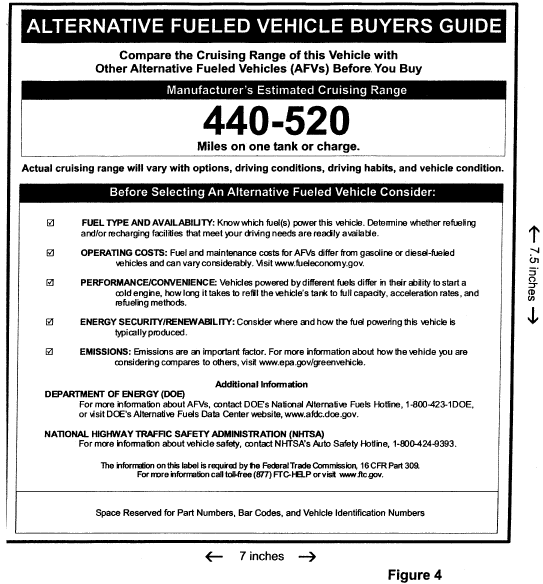 ALTERNATIVE FUELED VEHICLE BUYERS GUIDE
Compare the Cruising Range of this Vehicle with
Other Alternative Fueled Vehicles (AFVs) Before You Buy
Manufacturer's Estimated Cruising Range
440-520
Miles on one tank or charge.
Actual cruising range will vary with options, driving conditions, driving habits, and vehicle condition.
Before Selecting An Alternative Fueled Vehicle Consider:
☑ FUEL TYPE AND AVAILABILITY: Know which fuel(s) power this vehicle. Determine whether refueling
and/or recharging facilities that meet your driving needs are readily available.
☑ OPERATING COSTS: Fuel and maintenance costs for AFVs differ from gasoline or diesel-fueled
vehicles and can vary considerably. Visit www.fueleconomy.gov.
☑ PERFORMANCE/CONVENIENCE: Vehicles powered by different fuels differ in their ability to start a
cold engine, how long it takes to refill the vehicle's tank to full capacity, acceleration rates, and
refueling methods.
☑ ENERGY SECURITY/RENEWABILITY: Consider where and how the fuel powering this vehicle is
typically produced.
☑ EMISSIONS: Emissions are an important factor. For more information about how the vehicle you are
considering compares to others, visit www.epa.gov/greenvehicle.
Additional Information
DEPARTMENT OF ENERGY (DOE)
For more information about AFVs, contact DOE's National Alternative Fuels Hotline, 1-800-423-1DOE,
or visit DOE's Alternative Fuels Data Center website, www.afdc.doe.gov.
NATIONAL HIGHWAY TRAFFIC SAFETY ADMINISTRATION (NHTSA)
For more information about vehicle safety, contact NHTSA's Auto Safety Hotline, 1-800-424-9393.
The information on this label is required by the Federal Trade Commission, 16 CFR Part 309.
For more information call toll-free (877) FTC-HELP or visit www.ftc.gov.
Space Reserved for Part Numbers, Bar Codes, and Vehicle Identification Numbers
← 7.5 inches →
← 7 inches →
Figure 4